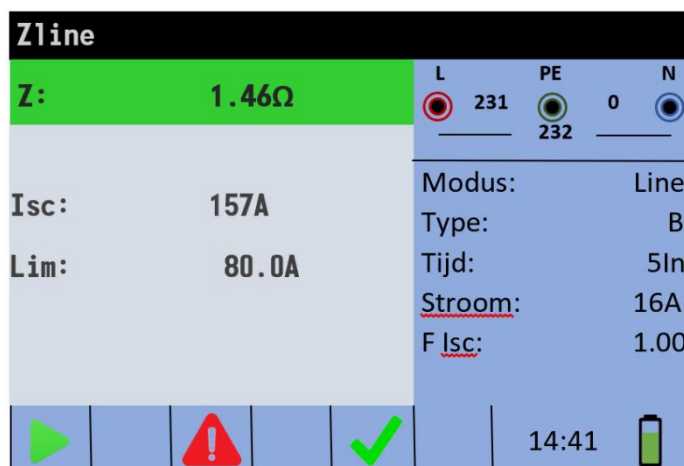 Zline
Z: 1.46Ω
Isc: 157A
Lim: 80.0A
L PE N
231 0
232
Modus: Line
Type: B
Tijd: 5In
Stroom: 16A
F Isc: 1.00
14:41